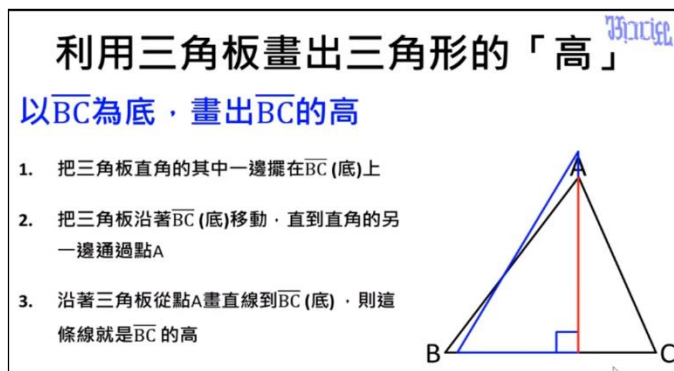 利用三角板畫出三角形的「高」
以BC為底，畫出BC的高
1. 把三角板直角的其中一邊擺在BC (底)上
2. 把三角板沿著BC (底)移動，直到直角的另
一邊通過點A
3. 沿著三角板從點A畫直線到BC (底) ，則這
條線就是BC 的高
A
B
C